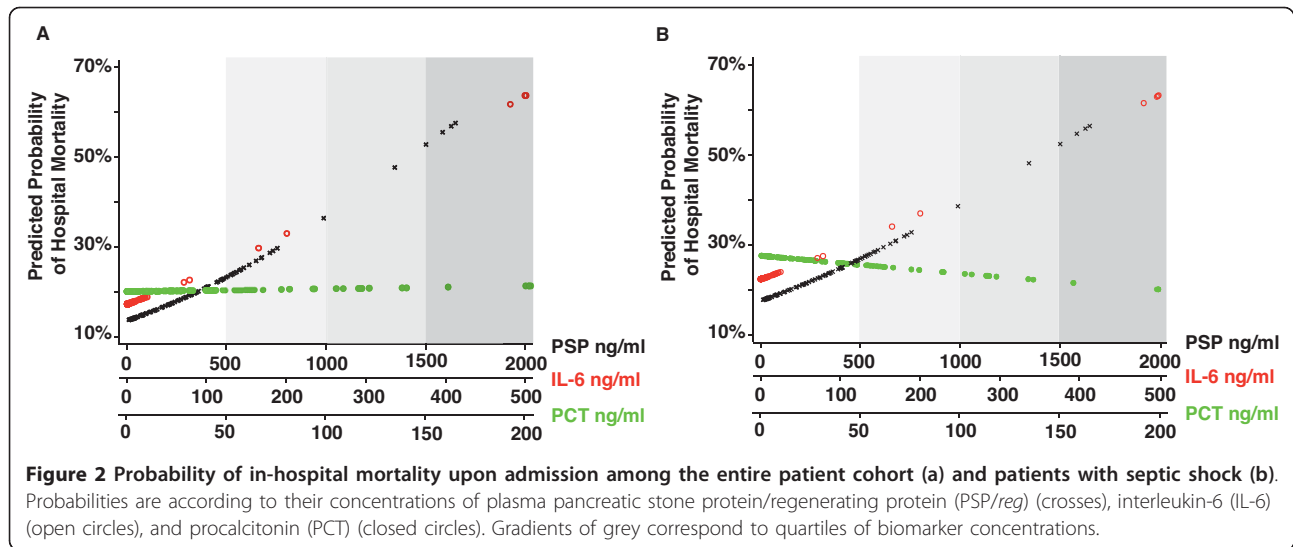 A
B
70%
50%
30%
10%
Predicted Probability
of Hospital Mortality
0 500 1000 1500 2000
PSP ng/ml
0 100 200 300 400 500
IL-6 ng/ml
0 50 100 150 200
PCT ng/ml
70%
50%
30%
10%
Predicted Probability
of Hospital Mortality
0 500 1000 1500 2000
PSP ng/ml
0 100 200 300 400 500
IL-6 ng/ml
0 50 100 150 200
PCT ng/ml
Figure 2 Probability of in-hospital mortality upon admission among the entire patient cohort (a) and patients with septic shock (b).
Probabilities are according to their concentrations of plasma pancreatic stone protein/regenerating protein (PSP/reg) (crosses), interleukin-6 (IL-6)
(open circles), and procalcitonin (PCT) (closed circles). Gradients of grey correspond to quartiles of biomarker concentrations.